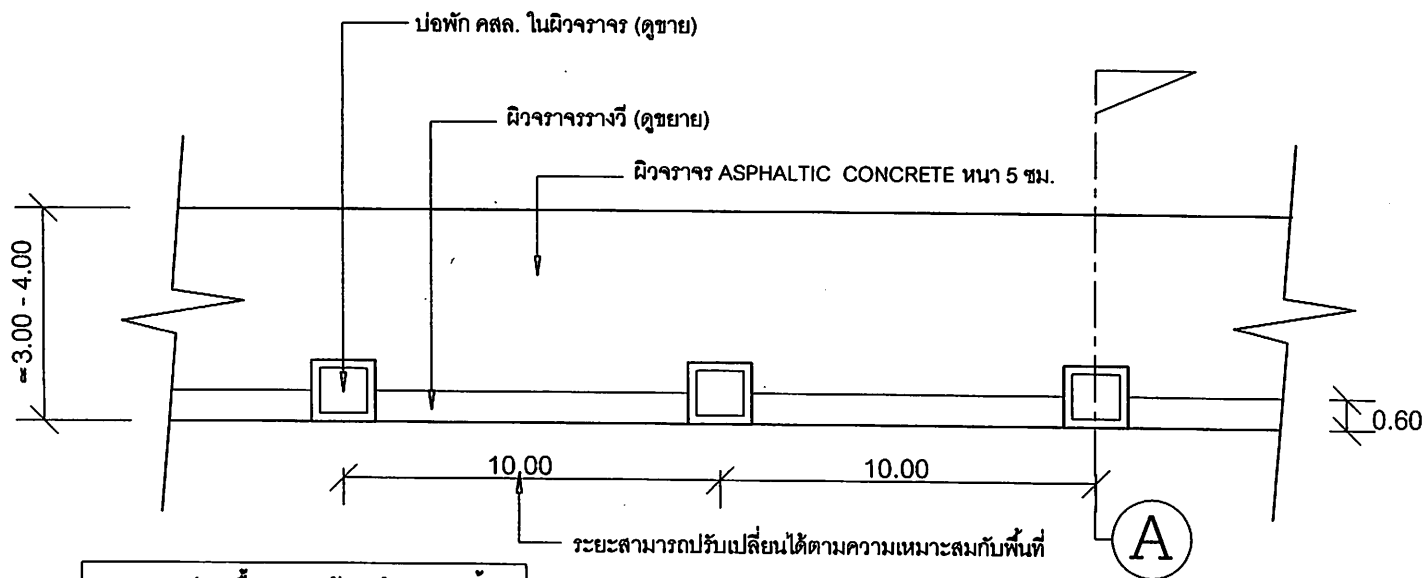 บ่อพัก คสล. ในผิวจราจร (ดูขาย)
ผิวจราจรรางวี (ดูขยาย)
ผิวจราจร ASPHALTIC CONCRETE หนา 5 ซม.
≃3.00 - 4.00
0.60
10.00
10.00
ระยะสามารถปรับเปลี่ยนได้ตามความเหมาะสมกับพื้นที่
A